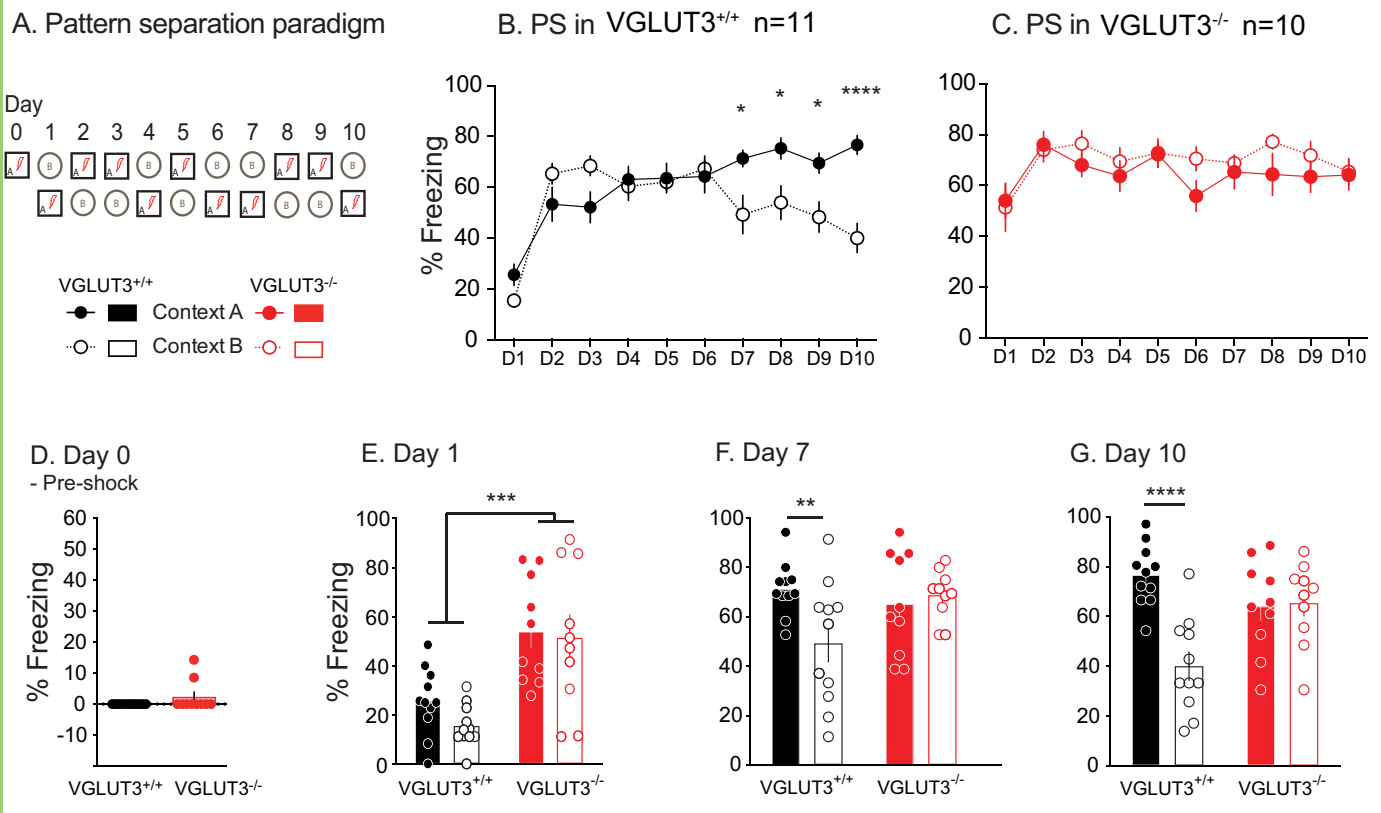 A. Pattern separation paradigm
Day
0 1 2 3 4 5 6 7 8 9 10
A B A A B A B B A A B
A B B A B A A B B A
VGLUT3+/+ VGLUT3-/-
Context A
Context B
B. PS in VGLUT3+/+ n=11
% Freezing
100
80
60
40
20
0
* * * ****
D1 D2 D3 D4 D5 D6 D7 D8 D9 D10
C. PS in VGLUT3-/- n=10
100
80
60
40
20
0
D1 D2 D3 D4 D5 D6 D7 D8 D9 D10
D. Day 0
- Pre-shock
% Freezing
60
50
40
30
20
10
0
-10
VGLUT3+/+ VGLUT3-/-
E. Day 1
% Freezing
100
80
60
40
20
0
***
VGLUT3+/+ VGLUT3-/-
F. Day 7
100
80
60
40
20
0
**
VGLUT3+/+ VGLUT3-/-
G. Day 10
100
80
60
40
20
0
****
VGLUT3+/+ VGLUT3-/-